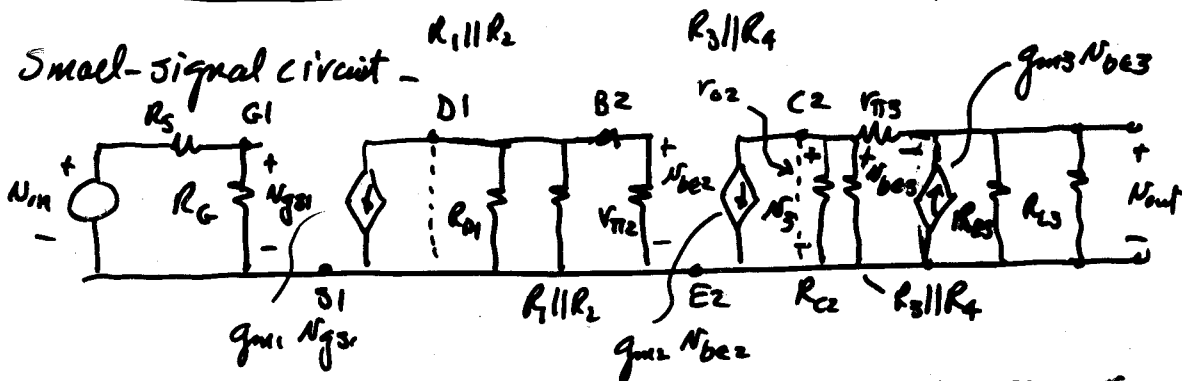 R₁||R₂ R₃||R₄
Small-signal circuit -
gm3 vbe3
RS G1 D1 B2 ro2 C2 rπ3
+ + + + + - +
vin RG vgs1 RD1 rπ2 vbe2 vbe3 RE3 RL3 vout
- - - -
S1 R₁||R₂ E2 RC2 R₃||R₄
gm1 vgs1 gm2 vbe2